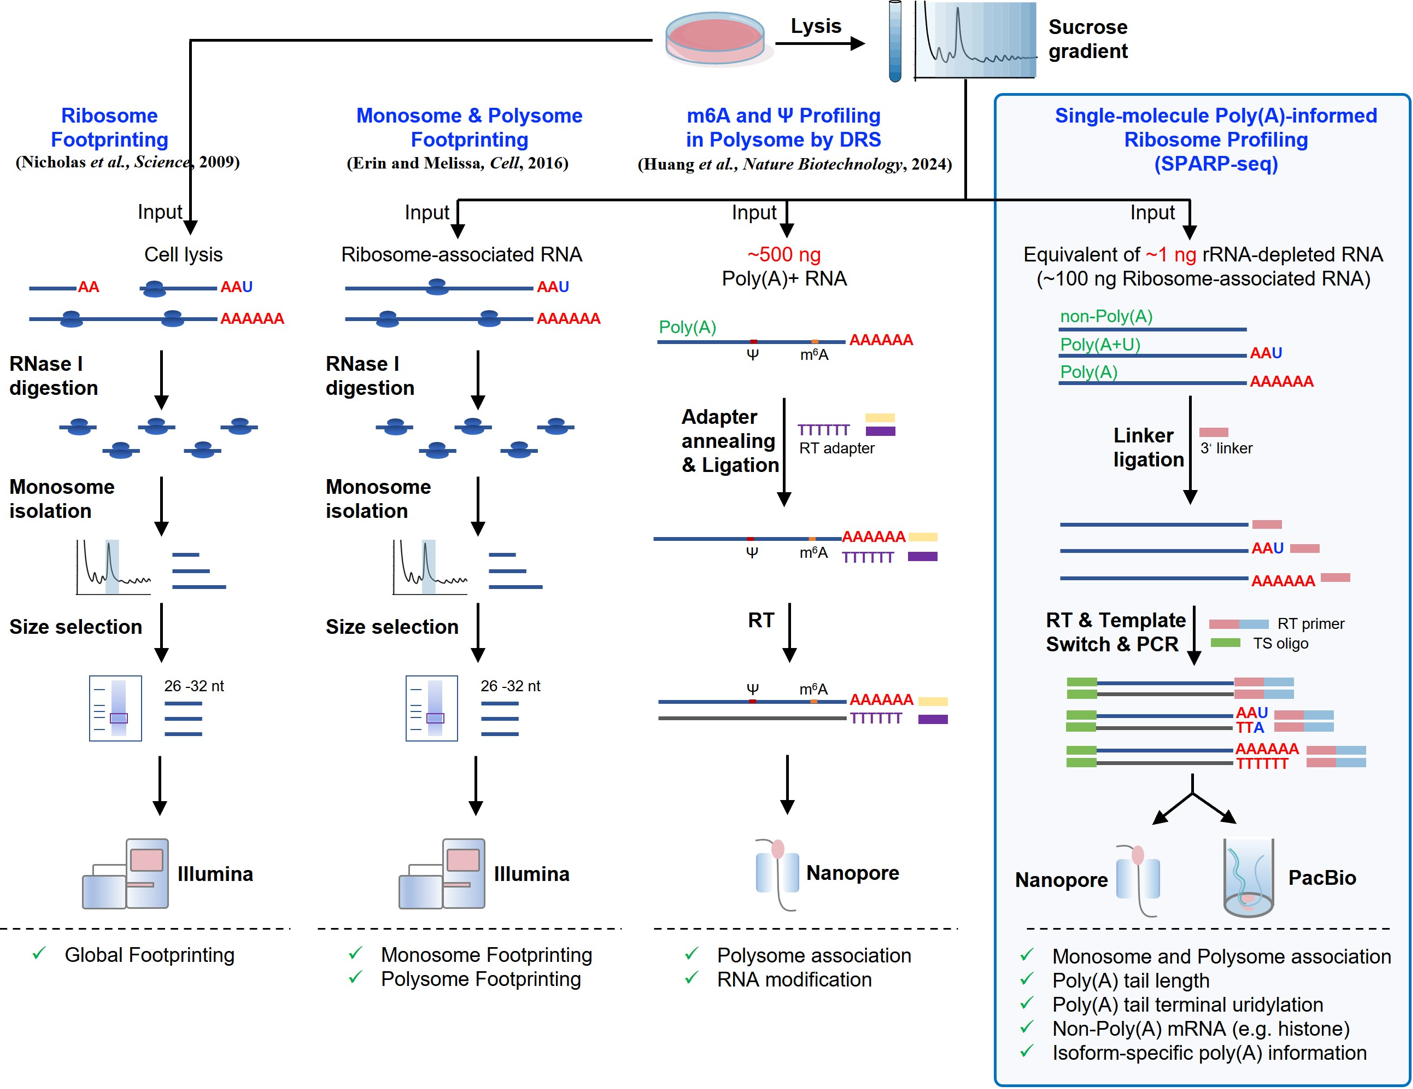 Lysis
Sucrose
gradient
Ribosome
Footprinting
(Nicholas et al., Science, 2009)
Input
Cell lysis
AA
AAU
AAAAAA
RNase I
digestion
Monosome
isolation
Size selection
26 -32 nt
Illumina
✓ Global Footprinting
Monosome & Polysome
Footprinting
(Erin and Melissa, Cell, 2016)
Input
Ribosome-associated RNA
AAU
AAAAAA
RNase I
digestion
Monosome
isolation
Size selection
26 -32 nt
Illumina
✓ Monosome Footprinting
✓ Polysome Footprinting
m6A and Ψ Profiling
in Polysome by DRS
(Huang et al., Nature Biotechnology, 2024)
Input
~500 ng
Poly(A)+ RNA
Poly(A)
AAAAAA
Ψ m⁶A
Adapter
annealing
& Ligation
TTTTTT
RT adapter
AAAAAA
Ψ m⁶A
TTTTTT
RT
Ψ m⁶A
AAAAAA
TTTTTT
Nanopore
✓ Polysome association
✓ RNA modification
Single-molecule Poly(A)-informed
Ribosome Profiling
(SPARP-seq)
Input
Equivalent of ~1 ng rRNA-depleted RNA
(~100 ng Ribosome-associated RNA)
non-Poly(A)
Poly(A+U)
AAU
Poly(A)
AAAAAA
Linker
ligation
3' linker
AAU
AAAAAA
RT & Template
Switch & PCR
RT primer
TS oligo
AAU
TTA
AAAAAA
TTTTTT
Nanopore
PacBio
✓ Monosome and Polysome association
✓ Poly(A) tail length
✓ Poly(A) tail terminal uridylation
✓ Non-Poly(A) mRNA (e.g. histone)
✓ Isoform-specific poly(A) information